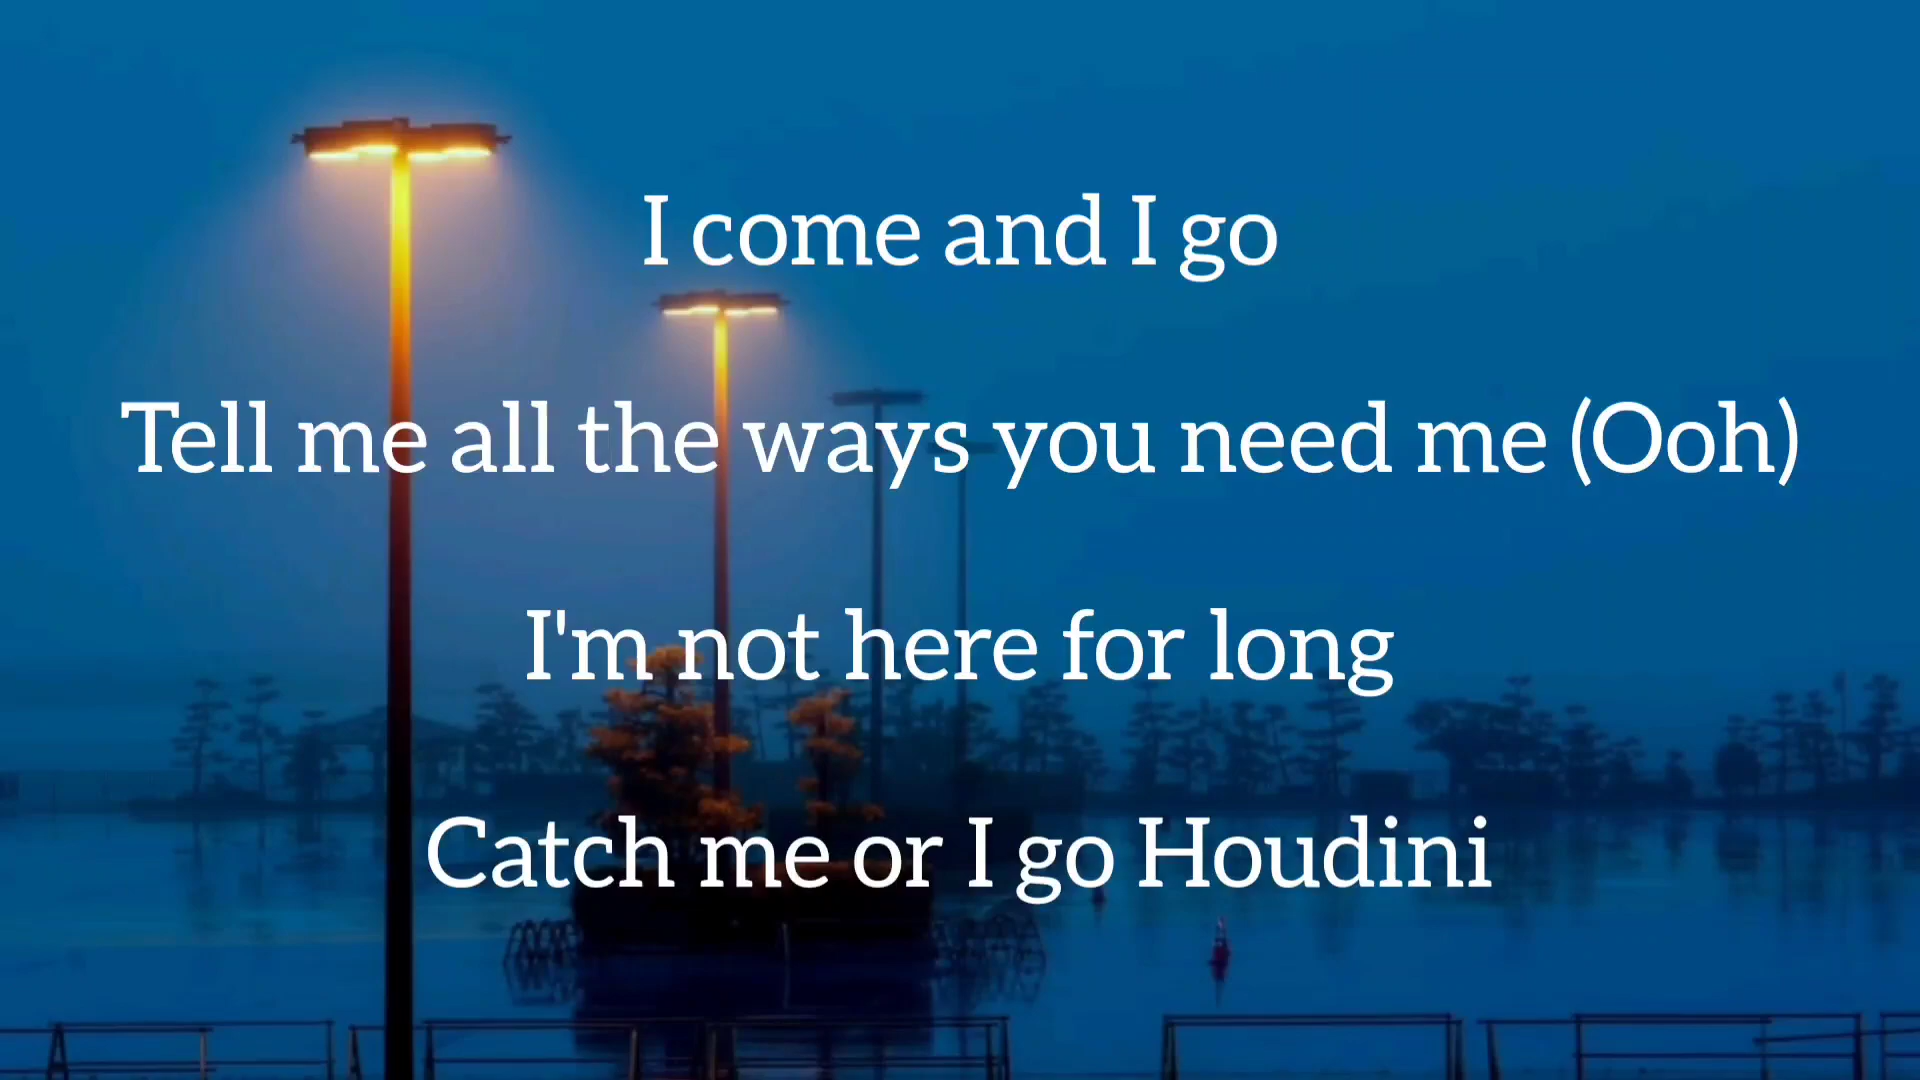 I come and I go
Tell me all the ways you need me (Ooh)
I'm not here for long
Catch me or I go Houdini